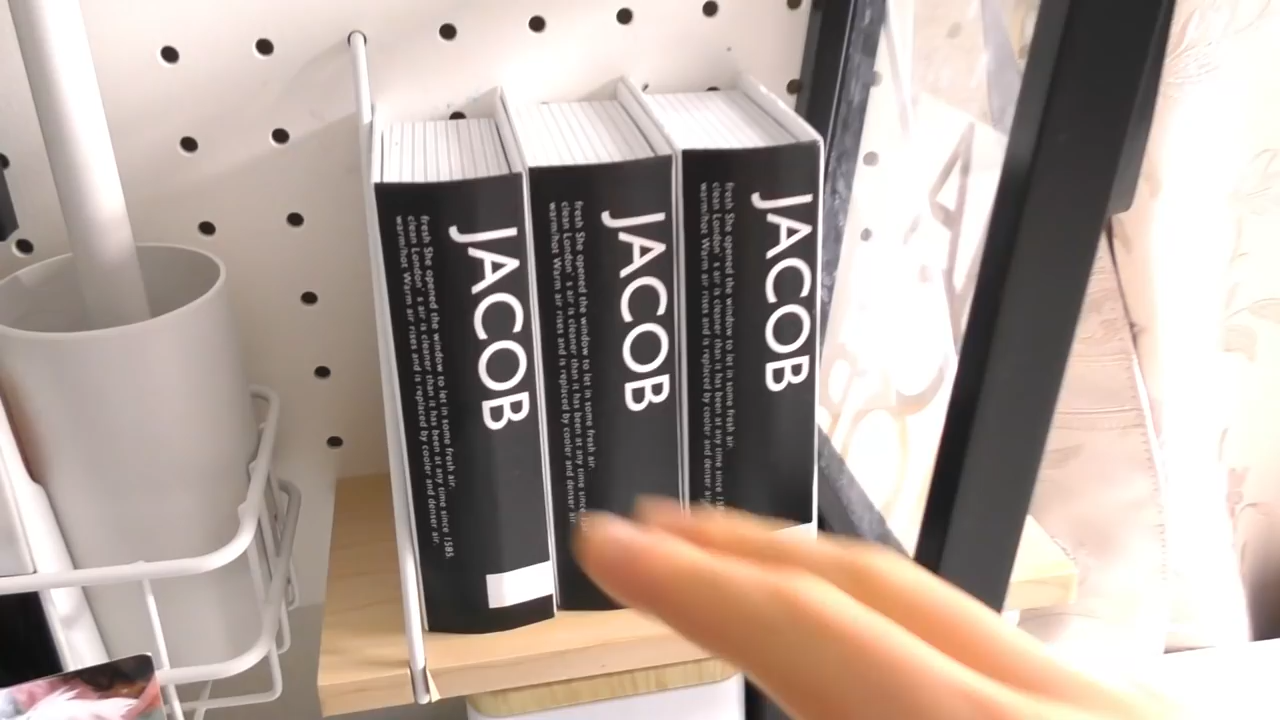 JACOB
fresh She opened the window to let in some fresh air.
clean London's air is cleaner than it has been at any time since 1585.
warm/hot Warm air rises and is replaced by cooler and denser air.
JACOB
fresh She opened the window to let in some fresh air.
clean London's air is cleaner than it has been at any time since
warm/hot Warm air rises and is replaced by cooler and denser air.
JACOB
fresh She opened the window to let in some fresh air.
clean London's air is cleaner than it has been at any time since
warm/hot Warm air rises and is replaced by cooler and denser